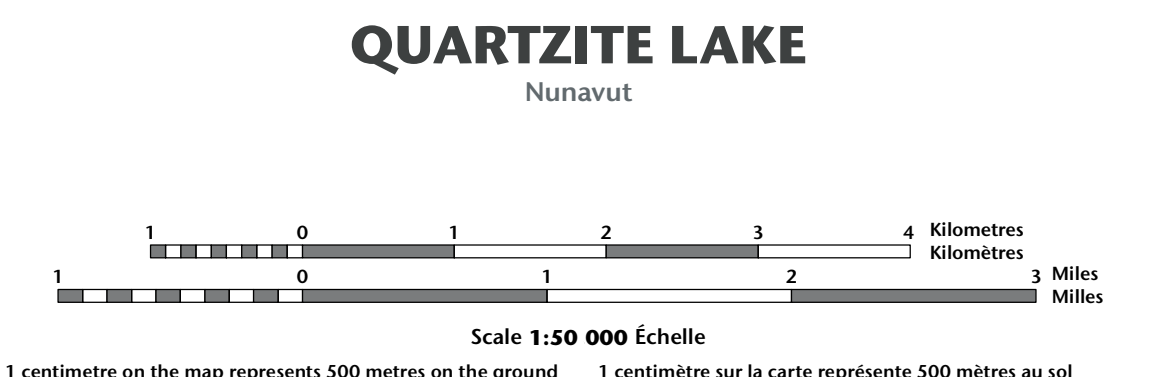 QUARTZITE LAKE
Nunavut
1 0 1 2 3 4 Kilometres
Kilomètres
1 0 1 2 3 Miles
Milles
Scale 1:50 000 Échelle
1 centimetre on the map represents 500 metres on the ground 1 centimètre sur la carte représente 500 mètres au sol